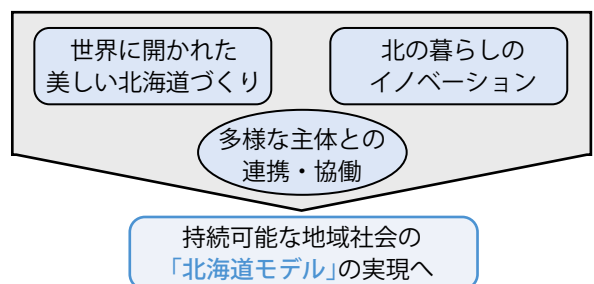 世界に開かれた
美しい北海道づくり
北の暮らしの
イノベーション
多様な主体との
連携・協働
持続可能な地域社会の
「北海道モデル」の実現へ